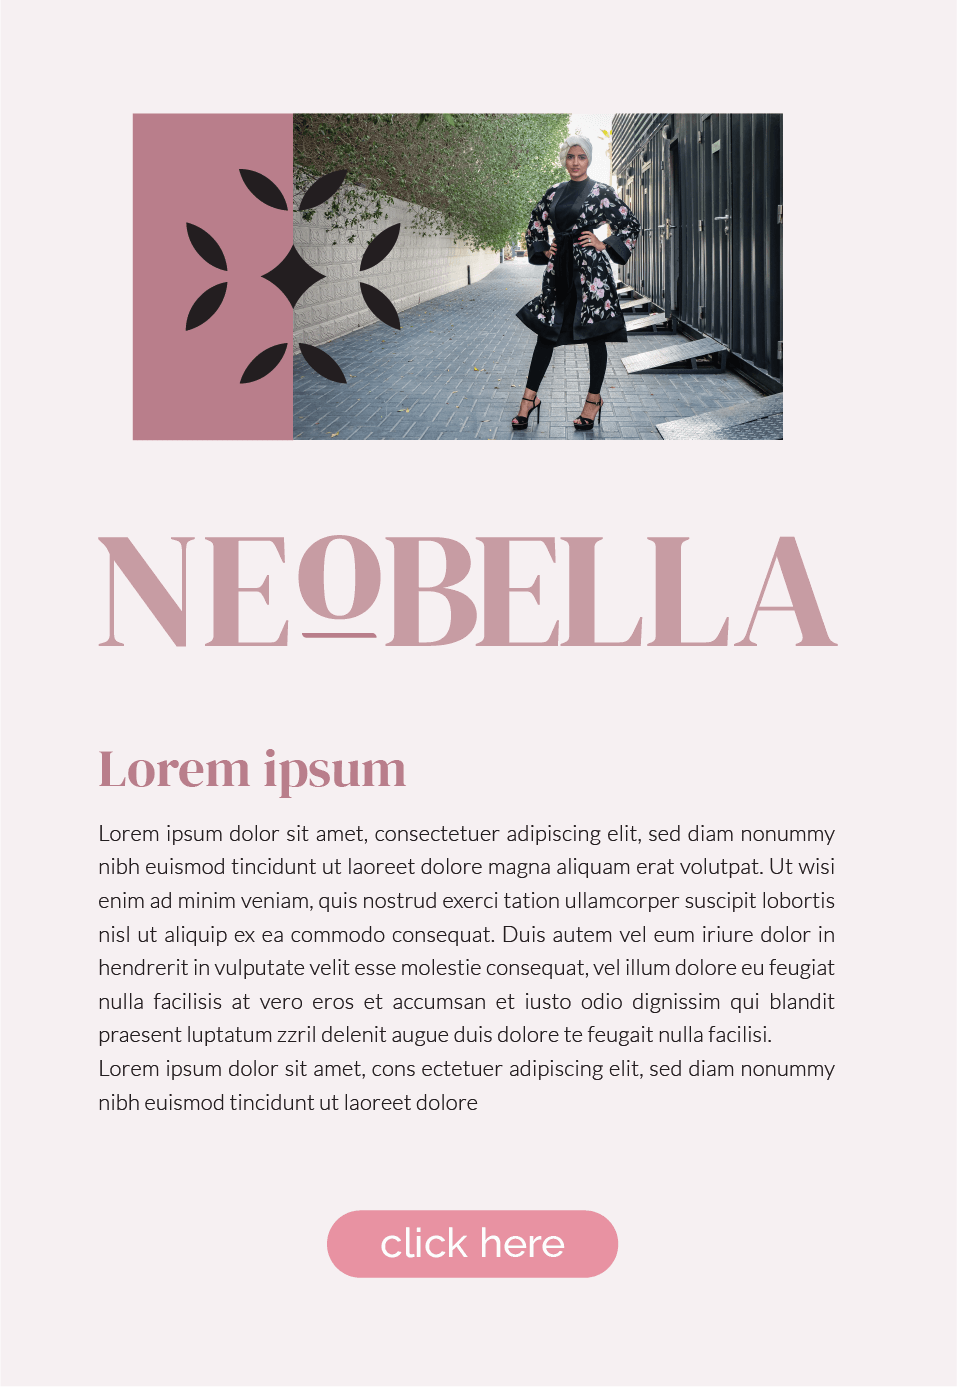 NEOBELLA
Lorem ipsum
Lorem ipsum dolor sit amet, consectetuer adipiscing elit, sed diam nonummy
nibh euismod tincidunt ut laoreet dolore magna aliquam erat volutpat. Ut wisi
enim ad minim veniam, quis nostrud exerci tation ullamcorper suscipit lobortis
nisl ut aliquip ex ea commodo consequat. Duis autem vel eum iriure dolor in
hendrerit in vulputate velit esse molestie consequat, vel illum dolore eu feugiat
nulla facilisis at vero eros et accumsan et iusto odio dignissim qui blandit
praesent luptatum zzril delenit augue duis dolore te feugait nulla facilisi.
Lorem ipsum dolor sit amet, cons ectetuer adipiscing elit, sed diam nonummy
nibh euismod tincidunt ut laoreet dolore
click here